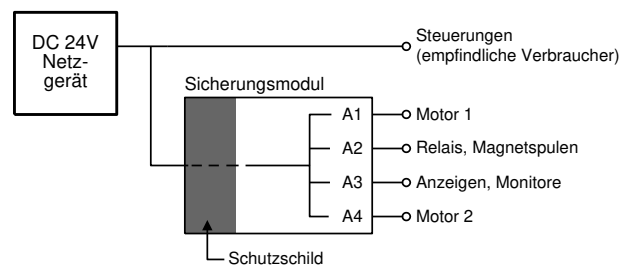 DC 24V
Netz-
gerät
Steuerungen
(empfindliche Verbraucher)
Sicherungsmodul
A1 Motor 1
A2 Relais, Magnetspulen
A3 Anzeigen, Monitore
A4 Motor 2
Schutzschild